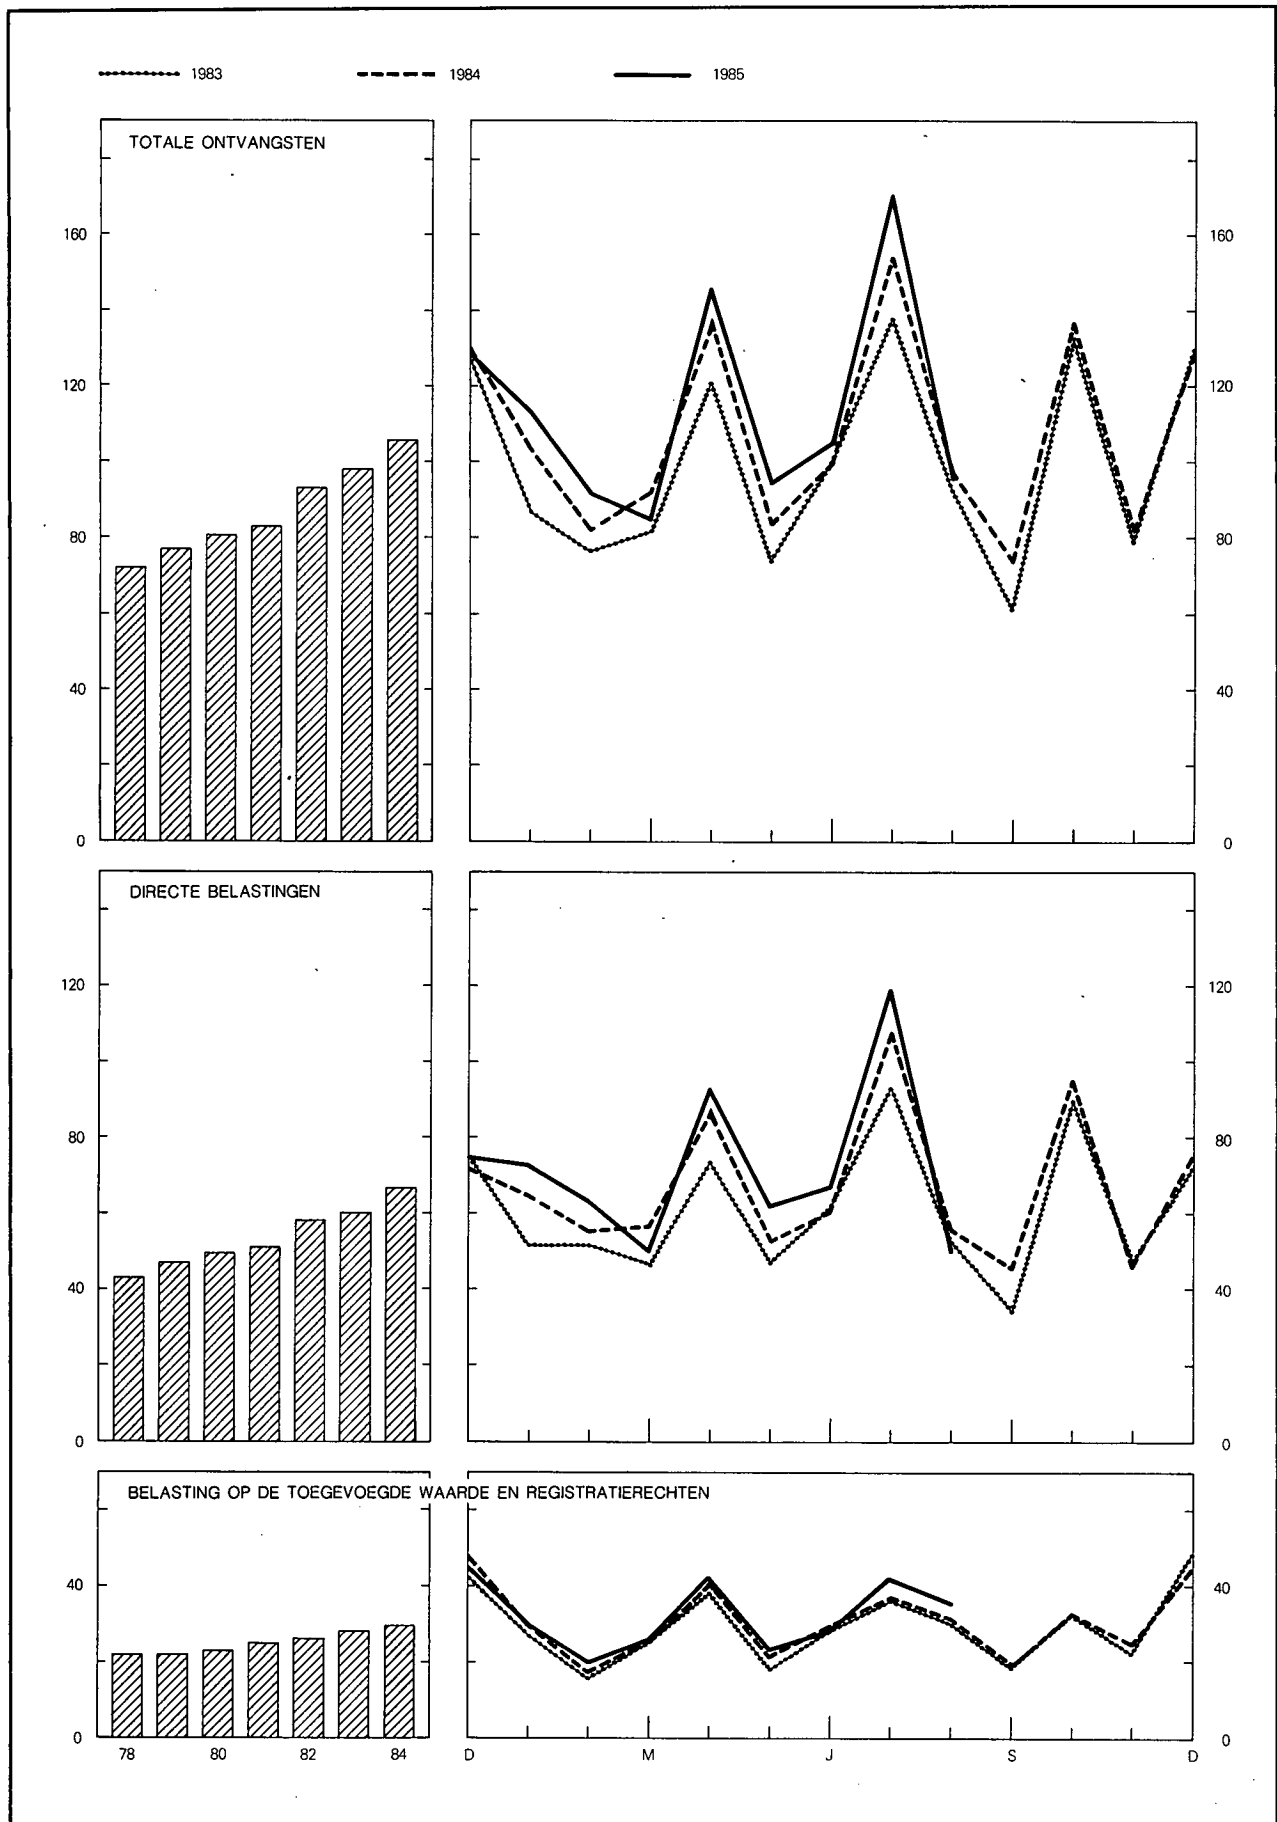 1983 1984 1985
TOTALE ONTVANGSTEN
160 160
120 120
80 80
40 40
0 0
DIRECTE BELASTINGEN
120 120
80 80
40 40
0 0
BELASTING OP DE TOEGEVOEGDE WAARDE EN REGISTRATIERECHTEN
40 40
0 0
78 80 82 84 D M J S D